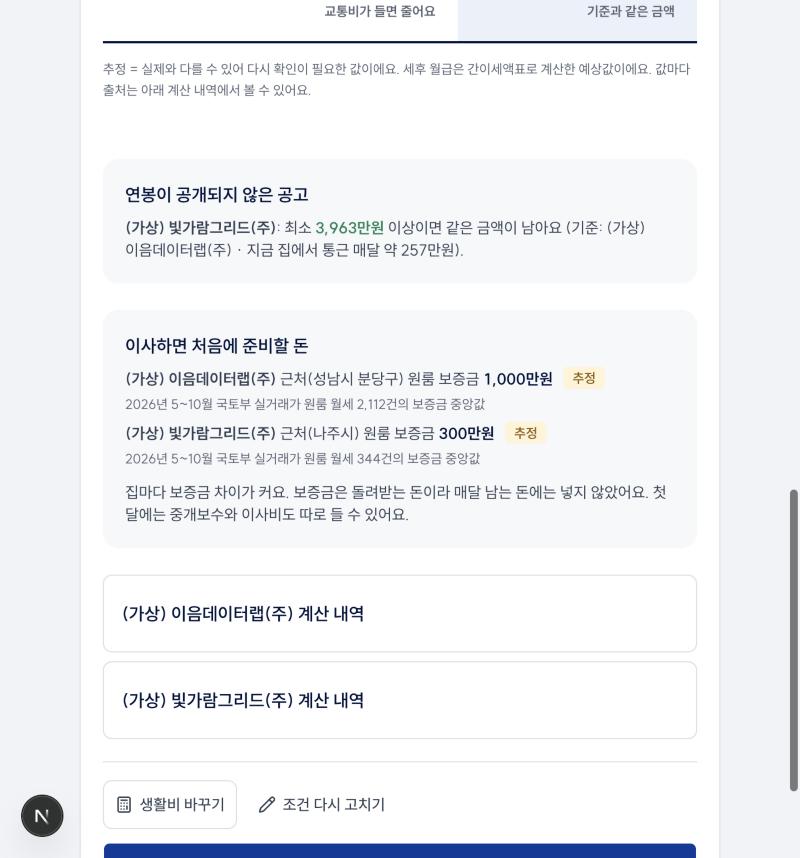 교통비가 들면 줄어요
기준과 같은 금액
추정 = 실제와 다를 수 있어 다시 확인이 필요한 값이에요. 세후 월급은 간이세액표로 계산한 예상값이에요. 값마다
출처는 아래 계산 내역에서 볼 수 있어요.
연봉이 공개되지 않은 공고
(가상) 빛가람그리드(주): 최소 3,963만원 이상이면 같은 금액이 남아요 (기준: (가상)
이음데이터랩(주) · 지금 집에서 통근 매달 약 257만원).
이사하면 처음에 준비할 돈
(가상) 이음데이터랩(주) 근처(성남시 분당구) 원룸 보증금 1,000만원 추정
2026년 5~10월 국토부 실거래가 원룸 월세 2,112건의 보증금 중앙값
(가상) 빛가람그리드(주) 근처(나주시) 원룸 보증금 300만원 추정
2026년 5~10월 국토부 실거래가 원룸 월세 344건의 보증금 중앙값
집마다 보증금 차이가 커요. 보증금은 돌려받는 돈이라 매달 남는 돈에는 넣지 않았어요. 첫
달에는 중개보수와 이사비도 따로 들 수 있어요.
(가상) 이음데이터랩(주) 계산 내역
(가상) 빛가람그리드(주) 계산 내역
생활비 바꾸기
조건 다시 고치기
N